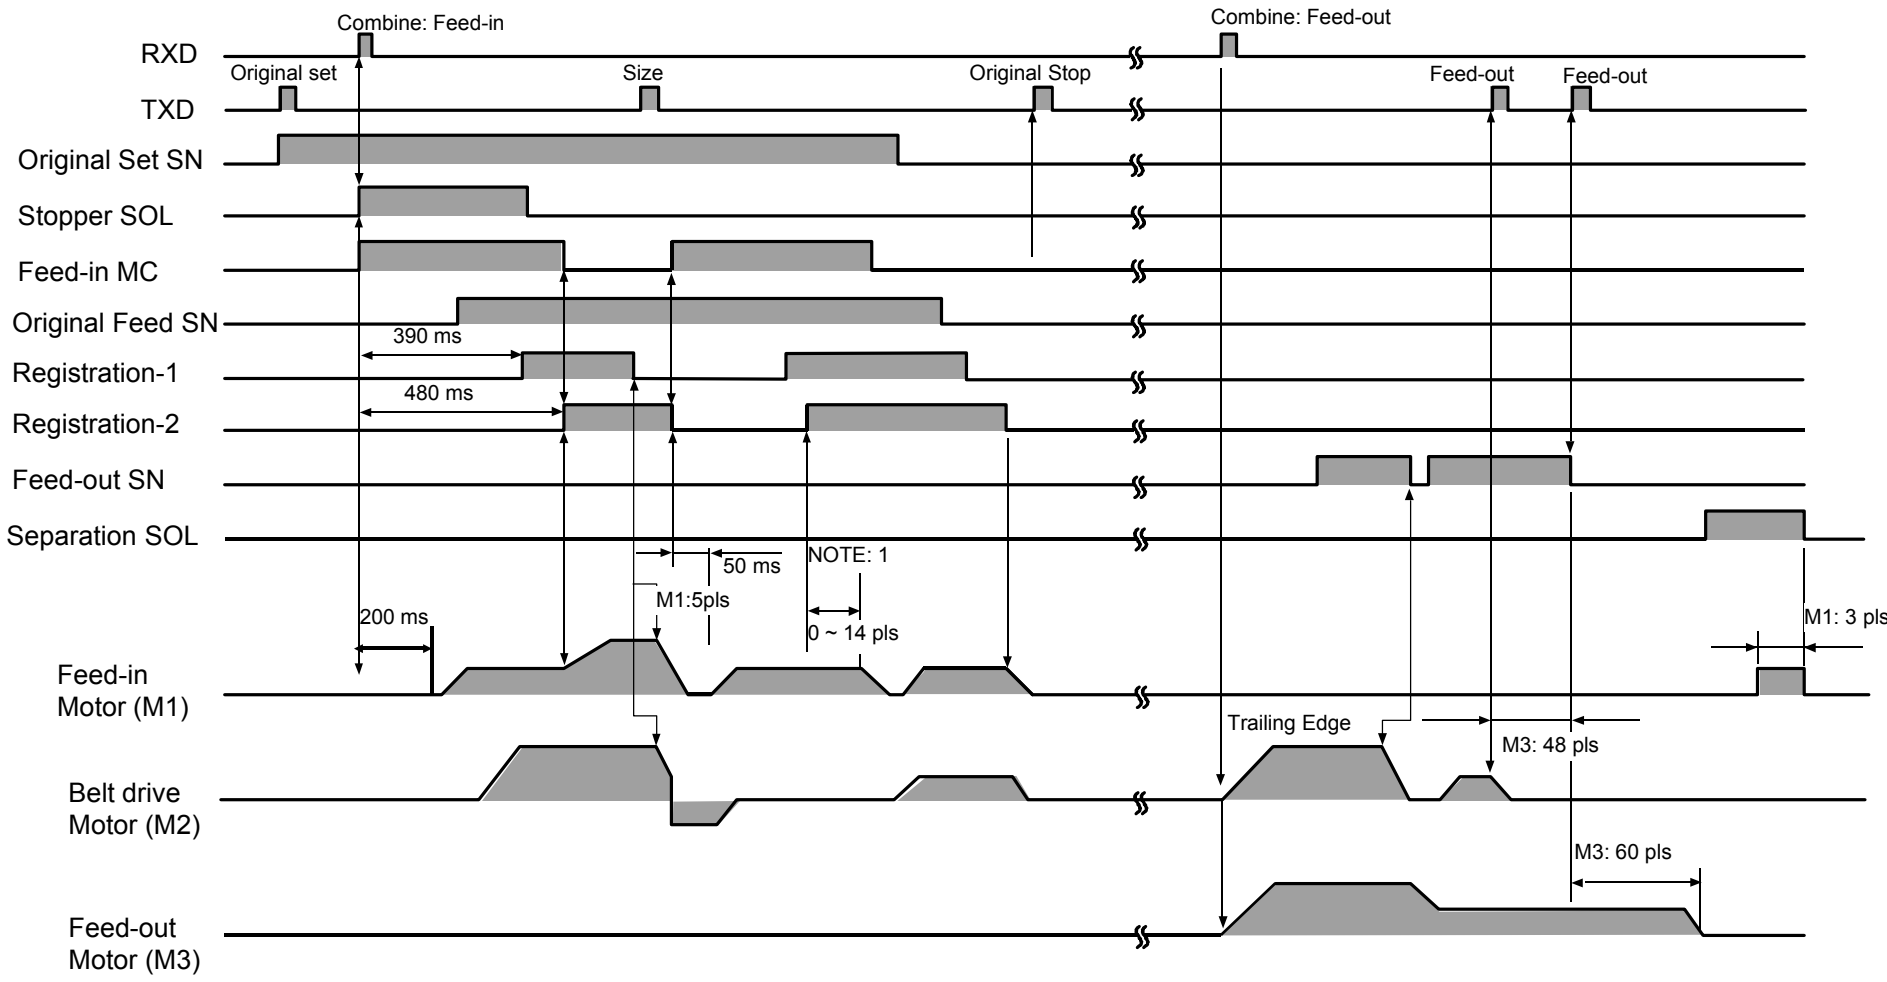 Combine: Feed-in
Combine: Feed-out
RXD
Original set
Size
Original Stop
Feed-out
Feed-out
TXD
Original Set SN
Stopper SOL
Feed-in MC
Original Feed SN
390 ms
Registration-1
480 ms
Registration-2
Feed-out SN
Separation SOL
50 ms
NOTE: 1
M1:5pls
200 ms
0 ~ 14 pls
M1: 3 pls
Feed-in
Motor (M1)
Trailing Edge
M3: 48 pls
Belt drive
Motor (M2)
M3: 60 pls
Feed-out
Motor (M3)